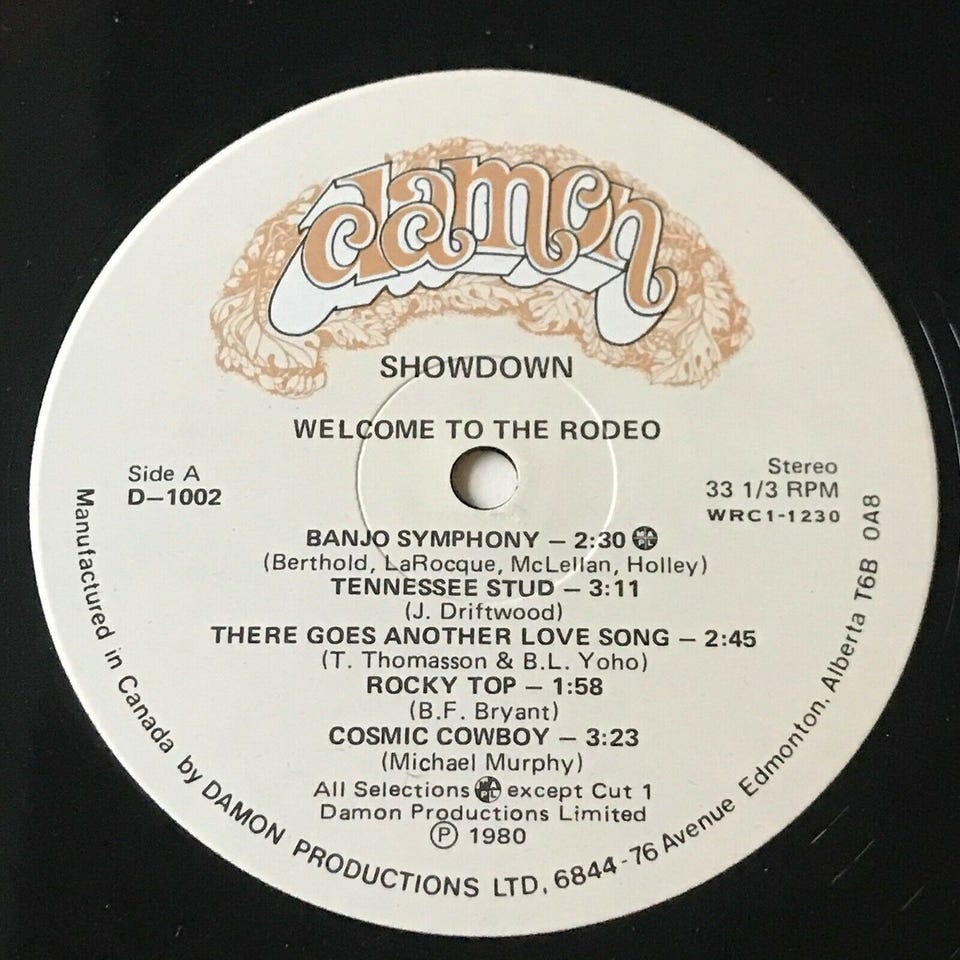 damon
SHOWDOWN
WELCOME TO THE RODEO
Side A
D-1002
Stereo
33 1/3 RPM
WRC1-1230
BANJO SYMPHONY - 2:30
(Berthold, LaRocque, McLellan, Holley)
TENNESSEE STUD - 3:11
(J. Driftwood)
THERE GOES ANOTHER LOVE SONG - 2:45
(T. Thomasson & B.L. Yoho)
ROCKY TOP - 1:58
(B.F. Bryant)
COSMIC COWBOY - 3:23
(Michael Murphy)
All Selections MAPL except Cut 1
Damon Productions Limited
Ⓟ 1980
Manufactured in Canada by DAMON PRODUCTIONS LTD, 6844-76 Avenue Edmonton, Alberta T6B 0A8